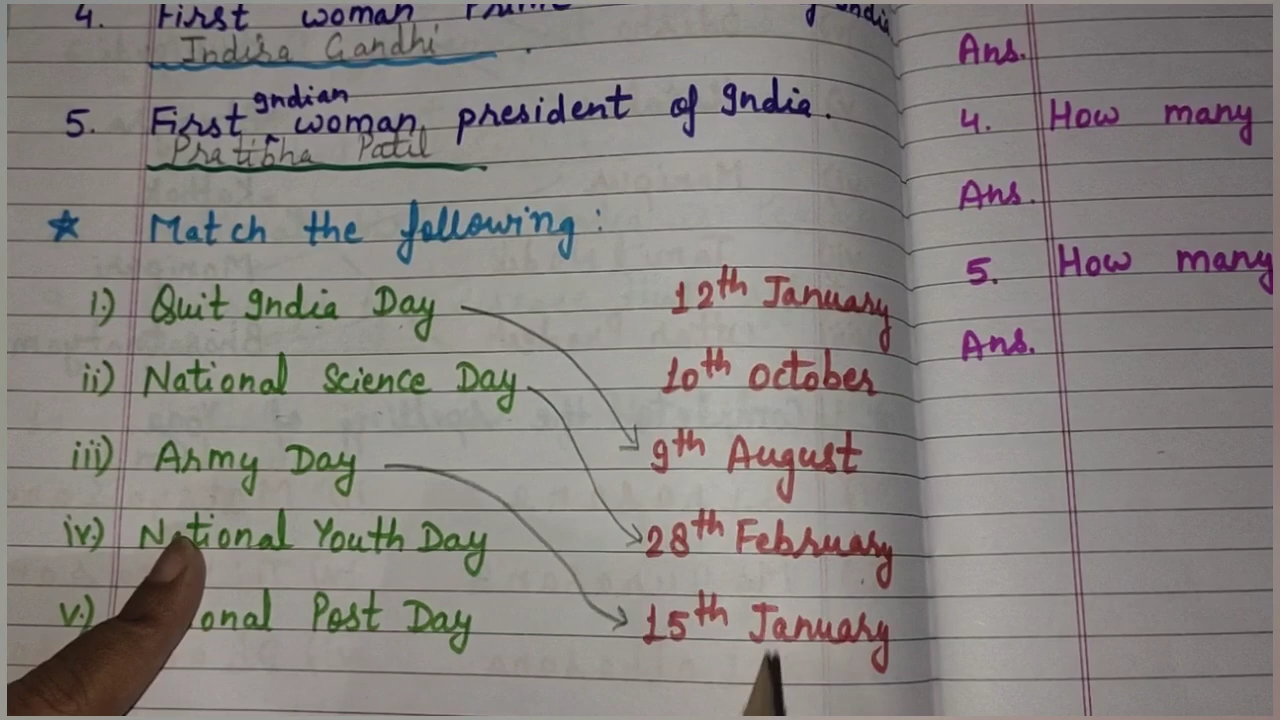 4. First woman
Indira Gandhi .
5. First Indian woman president of India.
Pratibha Patil
★ Match the following:
i.) Quit India Day 12th January
ii) National Science Day 10th October
iii) Army Day 9th August
iv.) National Youth Day 28th February
v.) onal Post Day 15th January
Ans.
4. How many
Ans.
5. How many
Ans.